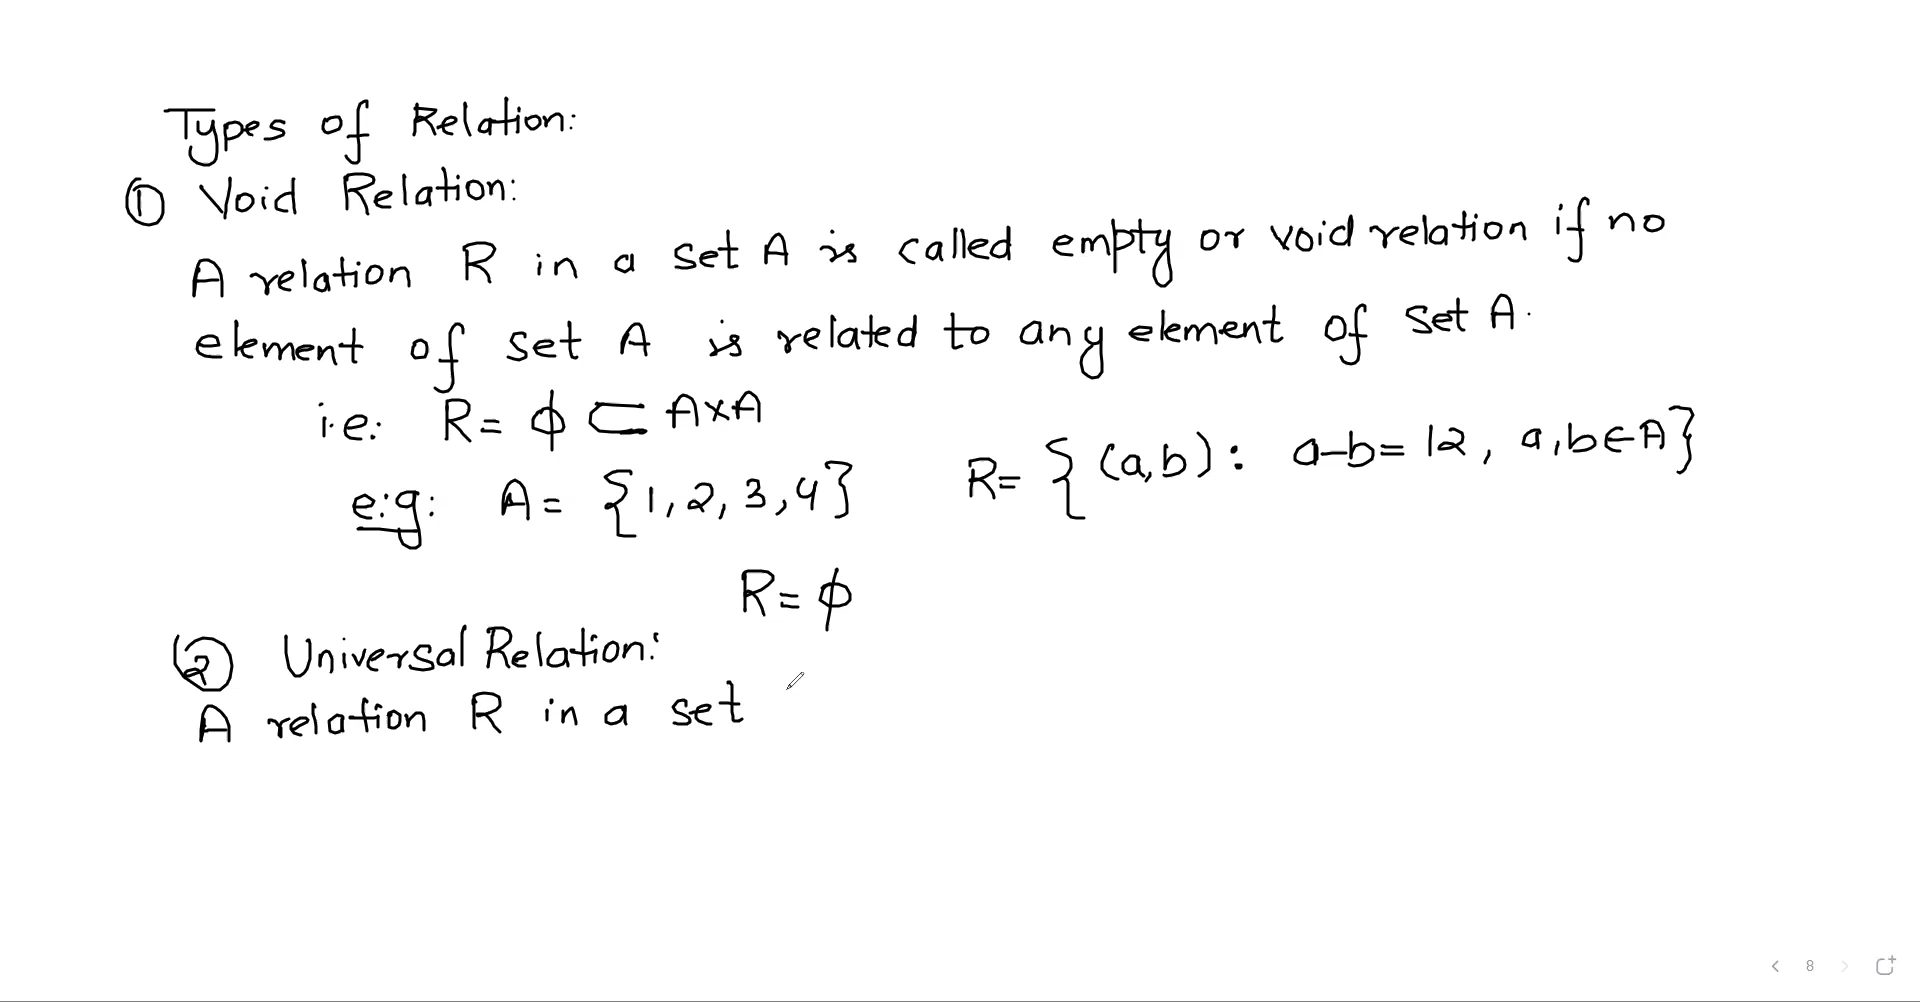 Types of Relation:
① Void Relation:
A relation R in a set A is called empty or void relation if no
element of set A is related to any element of set A.
i.e: R = ϕ ⊂ A×A
e:g: A = {1, 2, 3, 4} R = {(a,b): a-b = 12, a,b∈A}
R = ϕ
② Universal Relation:
A relation R in a set
8